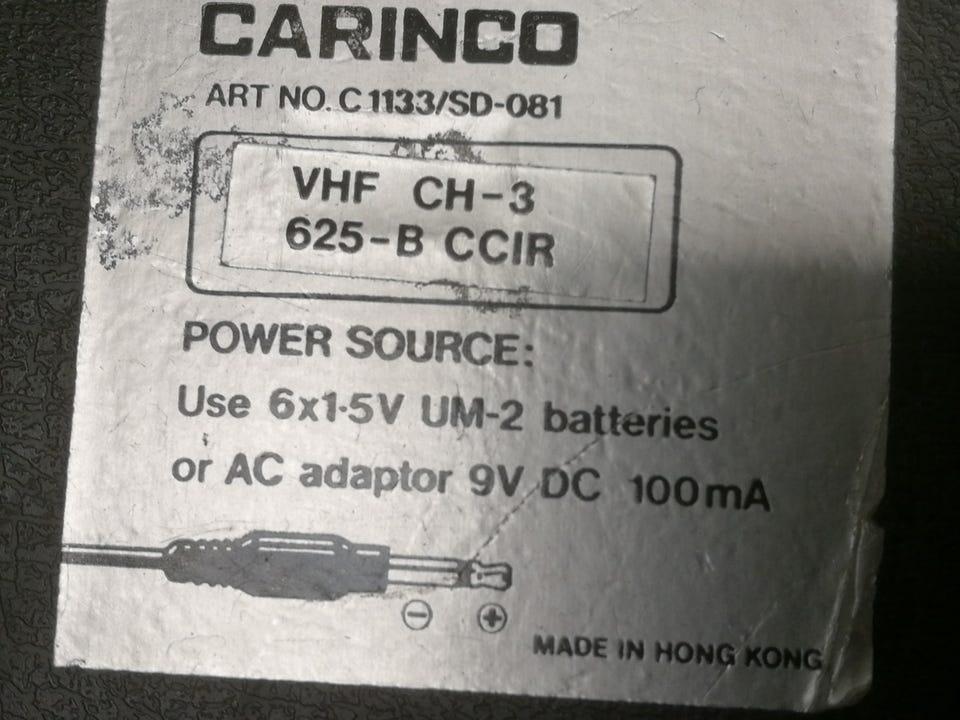 CARINCO
ART NO. C1133/SD-081
VHF CH-3
625-B CCIR
POWER SOURCE:
Use 6x1·5V UM-2 batteries
or AC adaptor 9V DC 100mA
⊖ ⊕
MADE IN HONG KONG